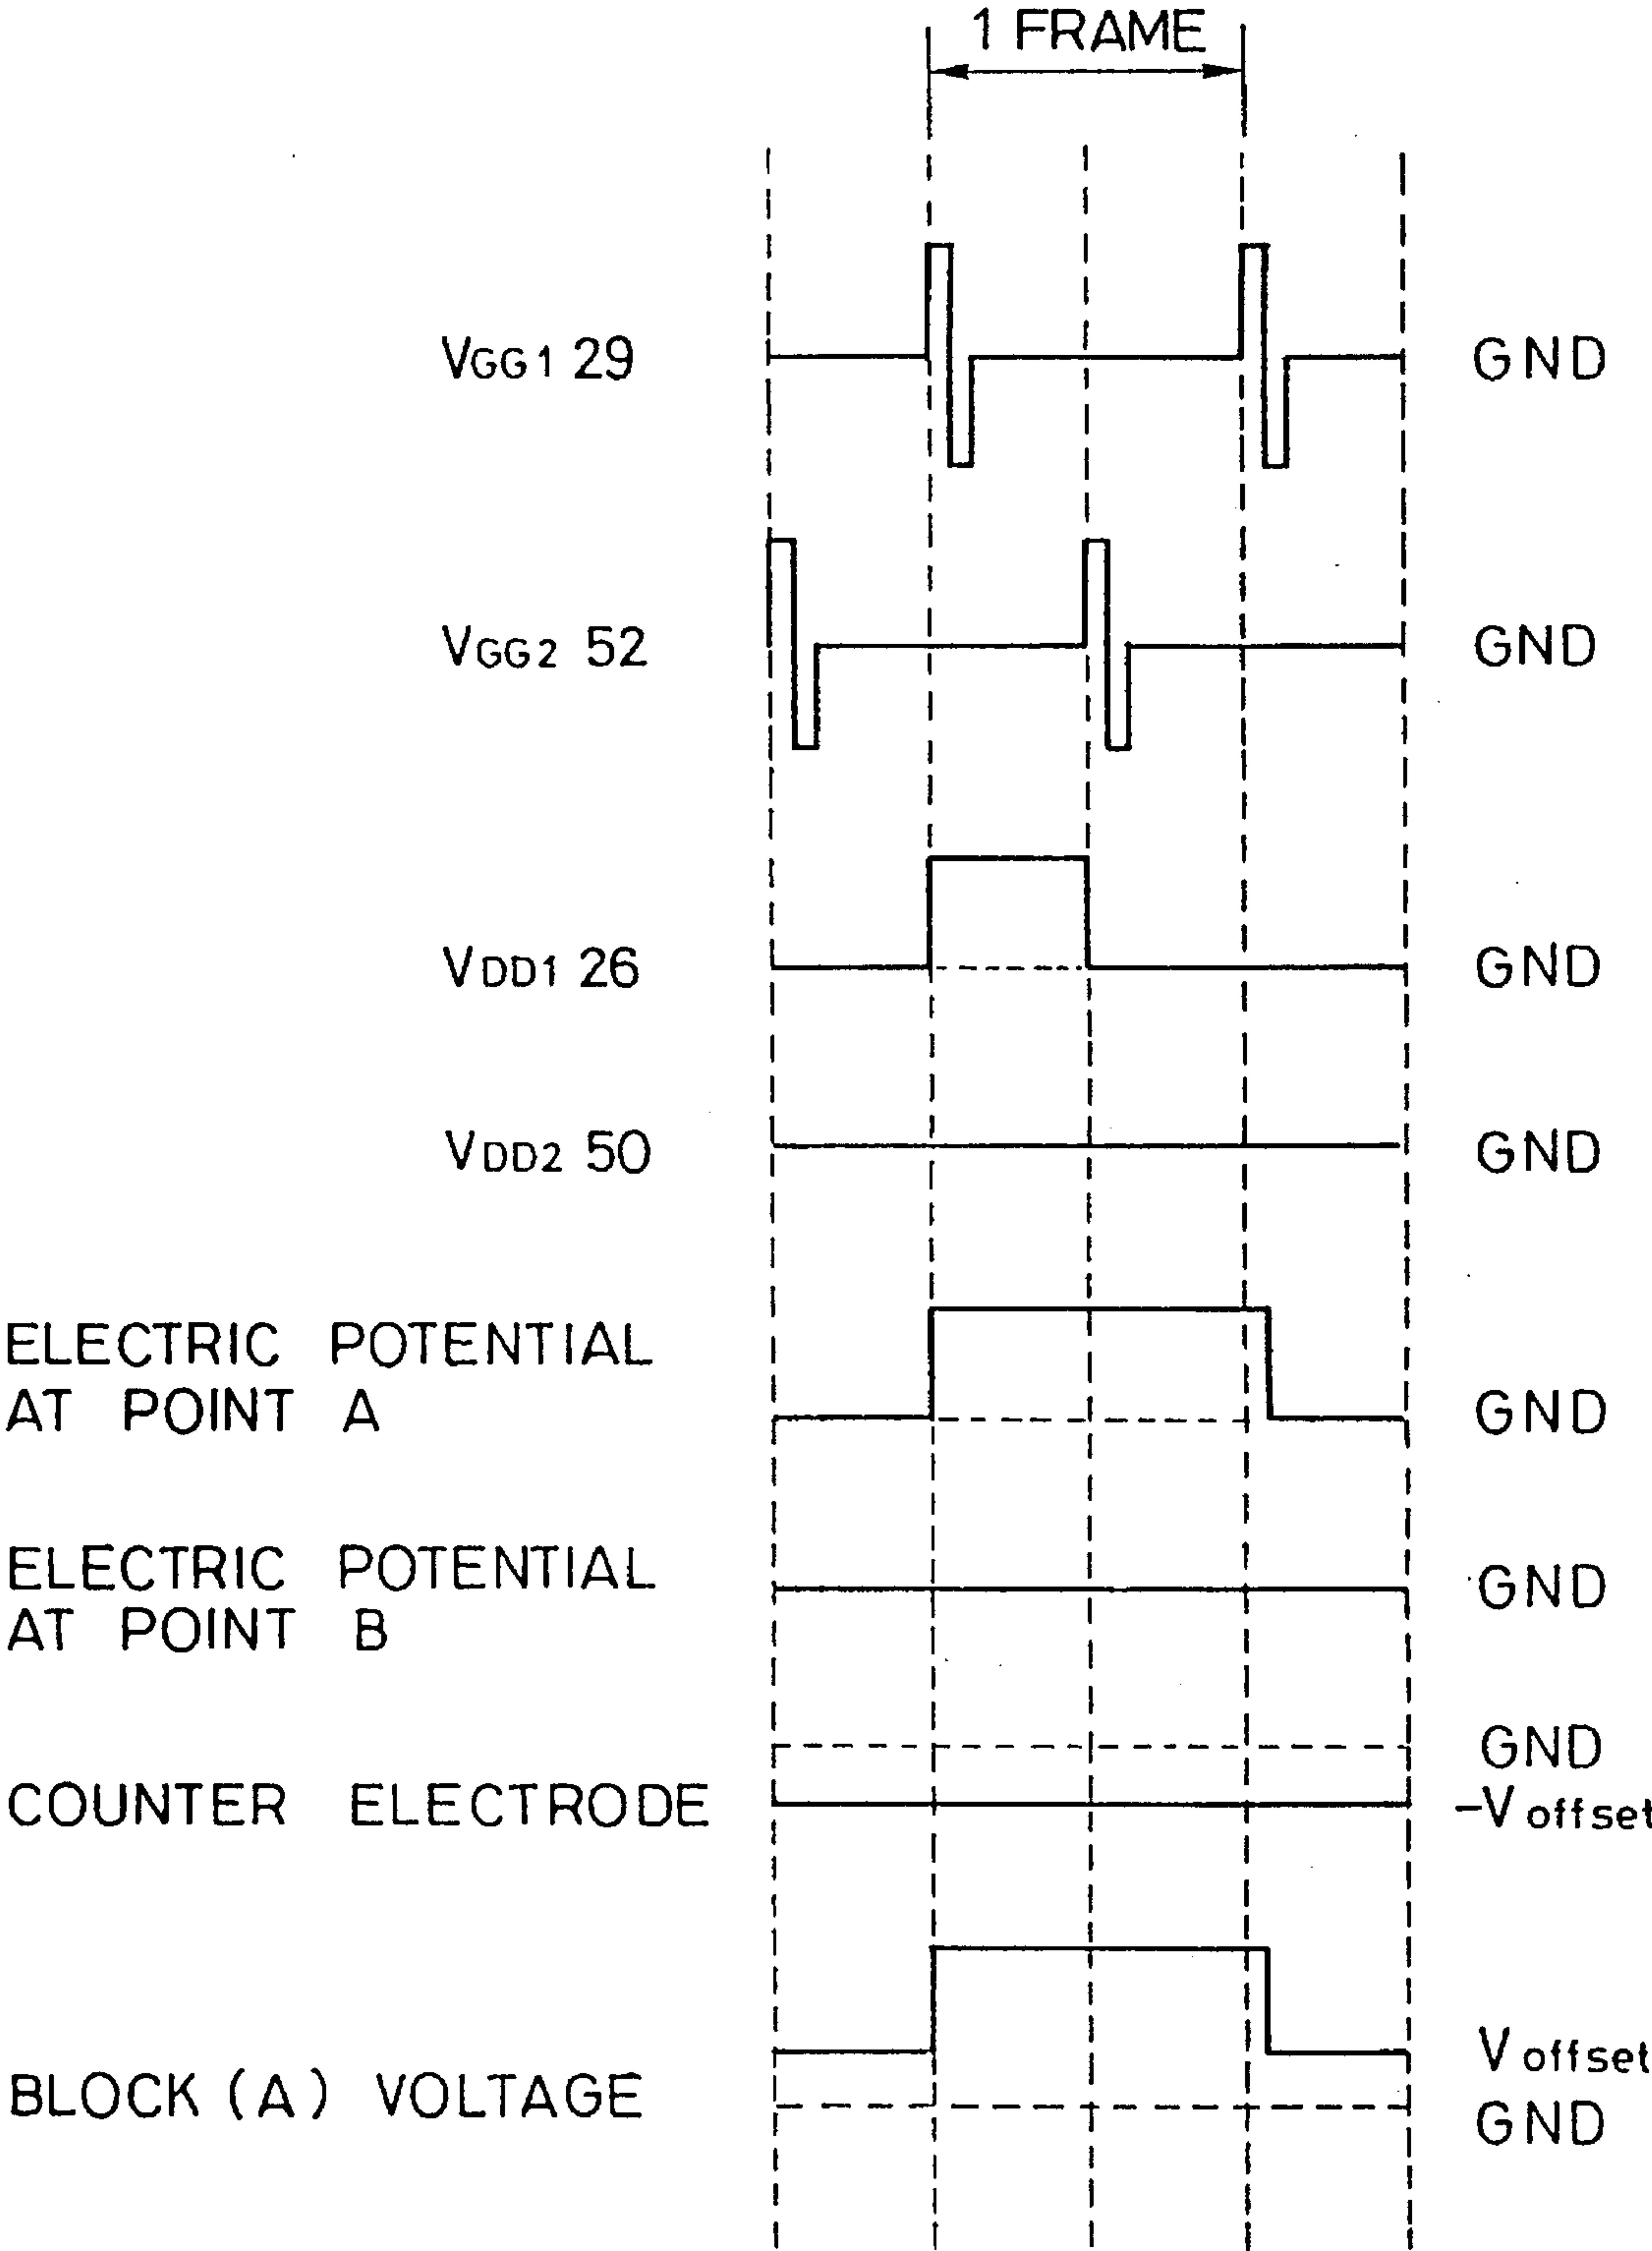 1 FRAME
VGG1 29 GND
VGG2 52 GND
VDD1 26 GND
VDD2 50 GND
ELECTRIC POTENTIAL
AT POINT A GND
ELECTRIC POTENTIAL GND
AT POINT B
GND
COUNTER ELECTRODE -Voffset
Voffset
BLOCK (A) VOLTAGE GND